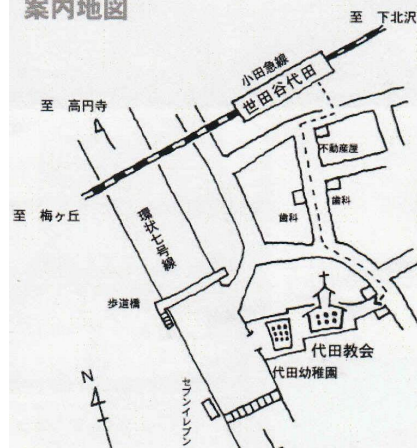 案内地図
至 下北沢
小田急線
世田谷代田
至 高円寺
不動産屋
至 梅ヶ丘
環状七号線
歯科
歯科
歩道橋
代田教会
代田幼稚園
N
セブンイレブン